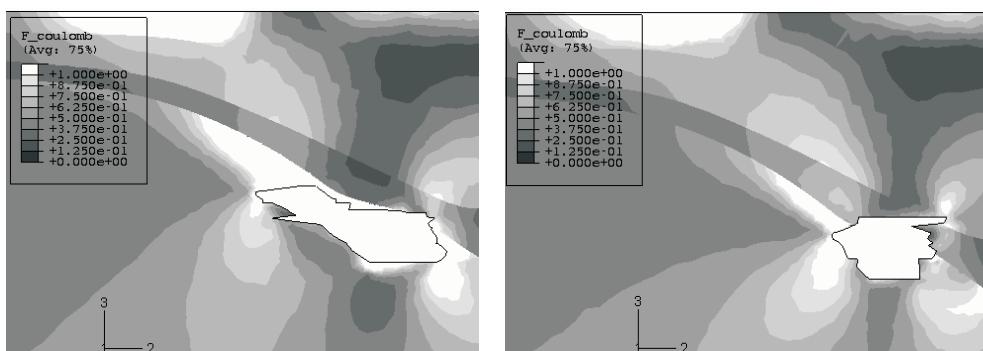 F_coulomb
(Avg: 75%)
+1.000e+00
+8.750e-01
+7.500e-01
+6.250e-01
+5.000e-01
+3.750e-01
+2.500e-01
+1.250e-01
+0.000e+00
3
1
2
F_coulomb
(Avg: 75%)
+1.000e+00
+8.750e-01
+7.500e-01
+6.250e-01
+5.000e-01
+3.750e-01
+2.500e-01
+1.250e-01
+0.000e+00
3
1
2